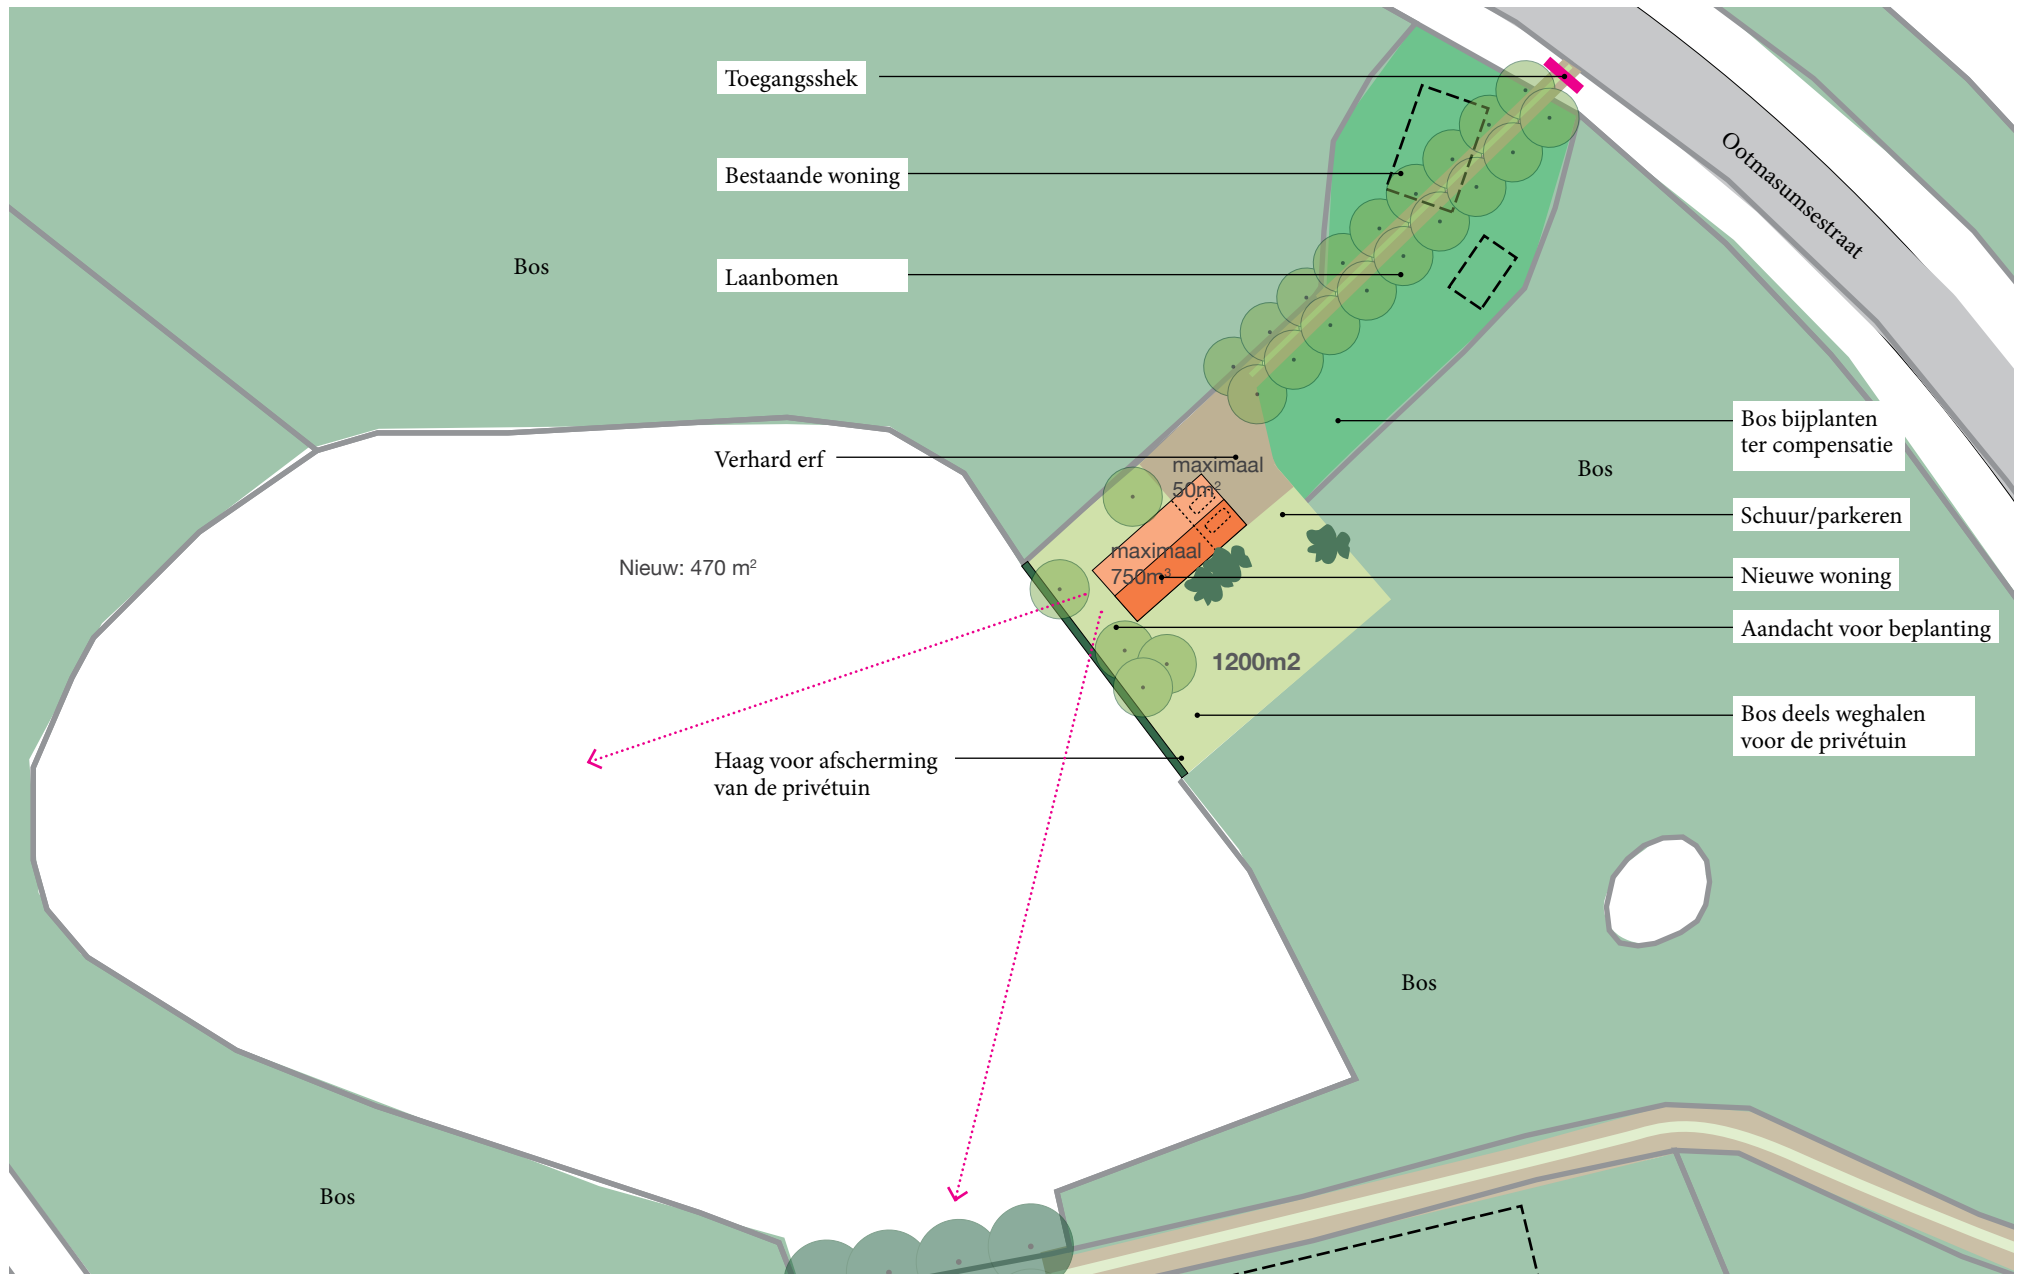 Toegangsshek
Ootmasumsestraat
Bestaande woning
Bos
Laanbomen
Bos bijplanten
ter compensatie
Verhard erf
maximaal
50m²
Bos
Schuur/parkeren
maximaal
750m³
Nieuw: 470 m²
Nieuwe woning
Aandacht voor beplanting
1200m2
Bos deels weghalen
voor de privétuin
Haag voor afscherming
van de privétuin
Bos
Bos